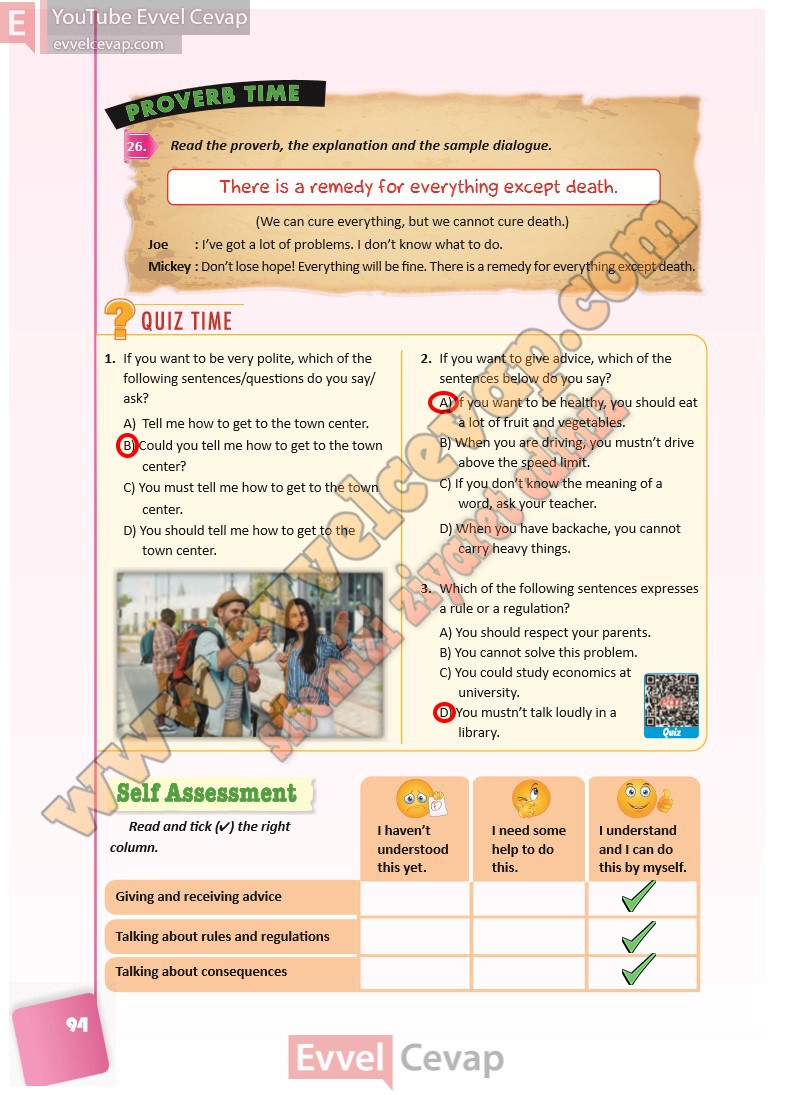 E YouTube Evvel Cevap
evvelcevap.com
PROVERB TIME
26. Read the proverb, the explanation and the sample dialogue.
There is a remedy for everything except death.
(We can cure everything, but we cannot cure death.)
Joe : I've got a lot of problems. I don't know what to do.
Mickey : Don't lose hope! Everything will be fine. There is a remedy for everything except death.
? QUIZ TIME
1. If you want to be very polite, which of the
following sentences/questions do you say/
ask?
A) Tell me how to get to the town center.
B) Could you tell me how to get to the town
center?
C) You must tell me how to get to the town
center.
D) You should tell me how to get to the
town center.
2. If you want to give advice, which of the
sentences below do you say?
A) If you want to be healthy, you should eat
a lot of fruit and vegetables.
B) When you are driving, you mustn't drive
above the speed limit.
C) If you don't know the meaning of a
word, ask your teacher.
D) When you have backache, you cannot
carry heavy things.
3. Which of the following sentences expresses
a rule or a regulation?
A) You should respect your parents.
B) You cannot solve this problem.
C) You could study economics at
university.
D) You mustn't talk loudly in a
library.
Quiz
www.evvelcevap.com
sitemizi ziyaret ediniz
Self Assessment
Read and tick (✔) the right
column.
I haven't
understood
this yet.
I need some
help to do
this.
I understand
and I can do
this by myself.
Giving and receiving advice
Talking about rules and regulations
Talking about consequences
94
Evvel Cevap